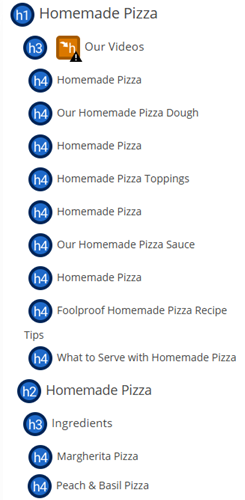 h1 Homemade Pizza
h3 h Our Videos
h4 Homemade Pizza
h4 Our Homemade Pizza Dough
h4 Homemade Pizza
h4 Homemade Pizza Toppings
h4 Homemade Pizza
h4 Our Homemade Pizza Sauce
h4 Homemade Pizza
h4 Foolproof Homemade Pizza Recipe
Tips
h4 What to Serve with Homemade Pizza
h2 Homemade Pizza
h3 Ingredients
h4 Margherita Pizza
h4 Peach & Basil Pizza